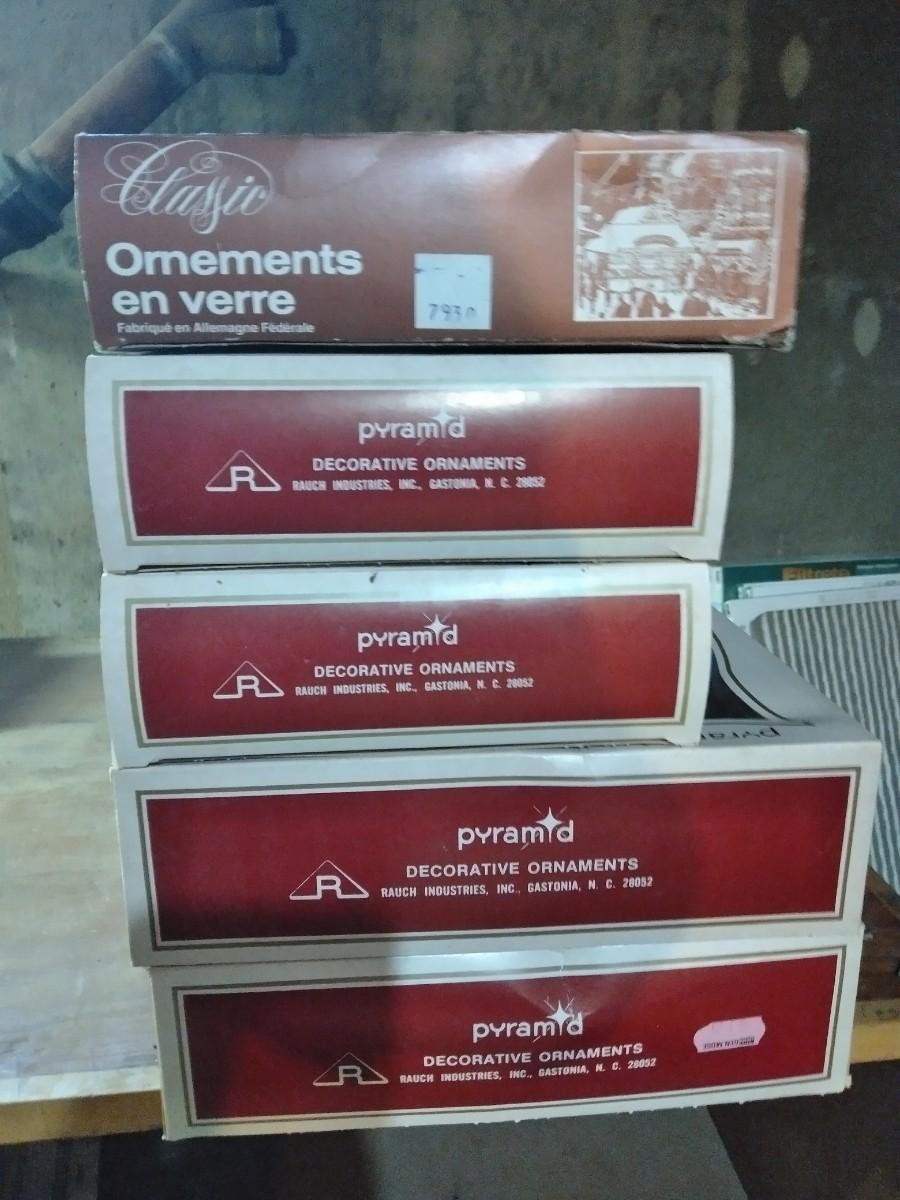 Classic
Ornements
en verre
Fabriqué en Allemagne Fédérale
pyramid
R
DECORATIVE ORNAMENTS
RAUCH INDUSTRIES, INC., GASTONIA, N. C. 28052
pyramid
R
DECORATIVE ORNAMENTS
RAUCH INDUSTRIES, INC., GASTONIA, N. C. 28052
pyramid
R
DECORATIVE ORNAMENTS
RAUCH INDUSTRIES, INC., GASTONIA, N. C. 28052
pyramid
R
DECORATIVE ORNAMENTS
RAUCH INDUSTRIES, INC., GASTONIA, N. C. 28052
Filtrete